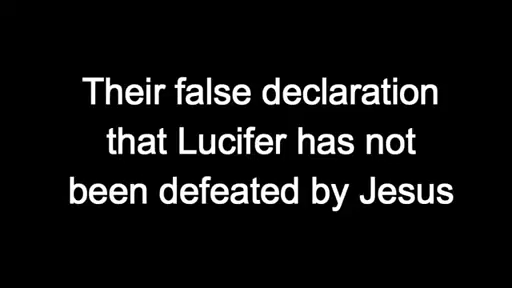 Their false declaration
that Lucifer has not
been defeated by Jesus